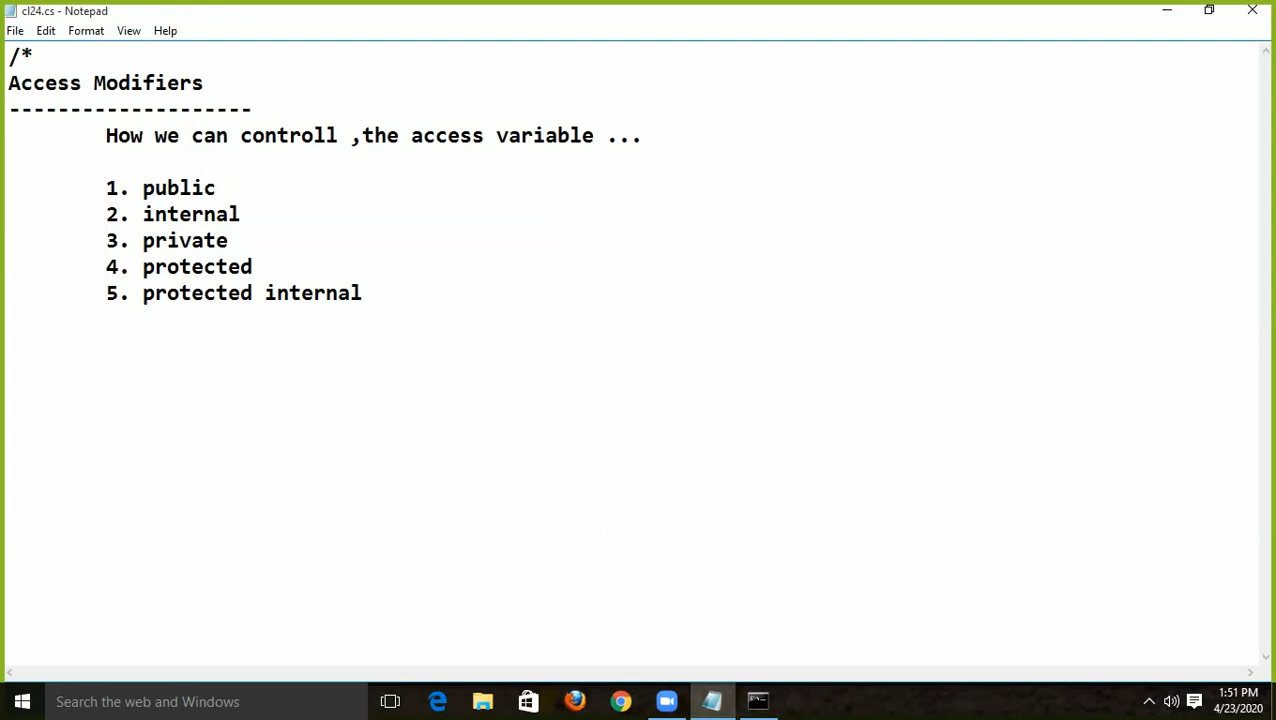 cl24.cs - Notepad
File Edit Format View Help
/*
Access Modifiers
--------------------
How we can controll ,the access variable ...
1. public
2. internal
3. private
4. protected
5. protected internal
Search the web and Windows
1:51 PM
4/23/2020